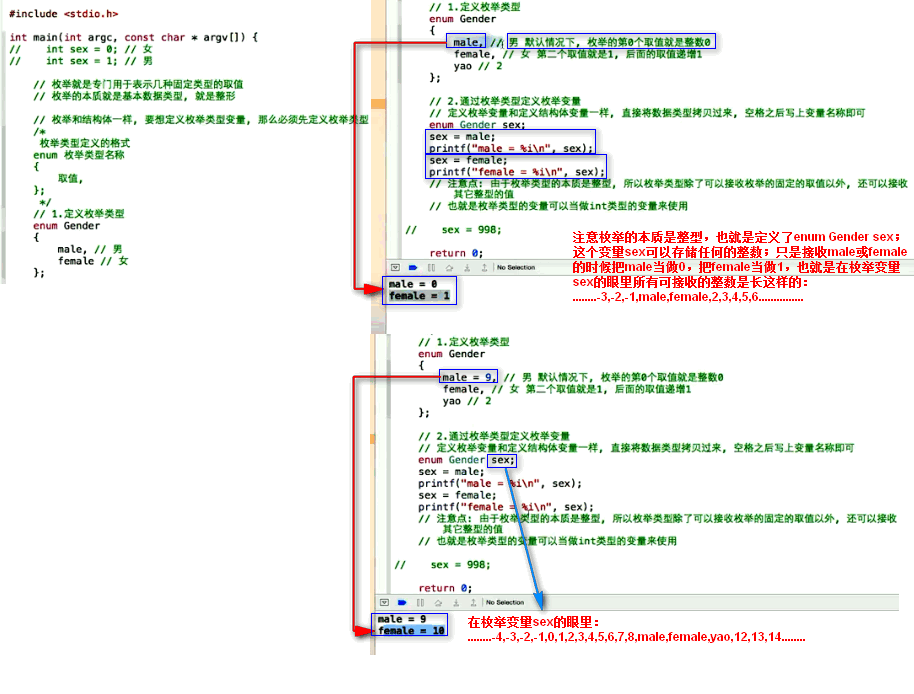 #include <stdio.h>
int main(int argc, const char * argv[]) {
//    int sex = 0; // 女
//    int sex = 1; // 男
// 枚举就是专门用于表示几种固定类型的取值
// 枚举的本质就是基本数据类型, 就是整形
// 枚举和结构体一样, 要想定义枚举类型变量, 那么必须先定义枚举类型
/*
枚举类型定义的格式
enum 枚举类型名称
{
取值,
};
*/
// 1.定义枚举类型
enum Gender
{
male, // 男
female // 女
};
// 1.定义枚举类型
enum Gender
{
male, // 男 默认情况下, 枚举的第0个取值就是整数0
female, // 女 第二个取值就是1, 后面的取值递增1
yao // 2
};
// 2.通过枚举类型定义枚举变量
// 定义枚举变量和定义结构体变量一样, 直接将数据类型拷贝过来, 空格之后写上变量名称即可
enum Gender sex;
sex = male;
printf("male = %i\n", sex);
sex = female;
printf("female = %i\n", sex);
// 注意点: 由于枚举类型的本质是整型, 所以枚举类型除了可以接收枚举的固定的取值以外, 还可以接收
其它整型的值
// 也就是枚举类型的变量可以当做int类型的变量来使用
//    sex = 998;
return 0;
No Selection
male = 0
female = 1
注意枚举的本质是整型，也就是定义了enum Gender sex；
这个变量sex可以存储任何的整数；只是接收male或female
的时候把male当做0，把female当做1，也就是在枚举变量
sex的眼里所有可接收的整数是长这样的：
........-3,-2,-1,male,female,2,3,4,5,6...............
// 1.定义枚举类型
enum Gender
{
male = 9, // 男 默认情况下, 枚举的第0个取值就是整数0
female, // 女 第二个取值就是1, 后面的取值递增1
yao // 2
};
// 2.通过枚举类型定义枚举变量
// 定义枚举变量和定义结构体变量一样, 直接将数据类型拷贝过来, 空格之后写上变量名称即可
enum Gender sex;
sex = male;
printf("male = %i\n", sex);
sex = female;
printf("female = %i\n", sex);
// 注意点: 由于枚举类型的本质是整型, 所以枚举类型除了可以接收枚举的固定的取值以外, 还可以接收
其它整型的值
// 也就是枚举类型的变量可以当做int类型的变量来使用
//    sex = 998;
return 0;
No Selection
male = 9
female = 10
在枚举变量sex的眼里：
........-4,-3,-2,-1,0,1,2,3,4,5,6,7,8,male,female,yao,12,13,14........